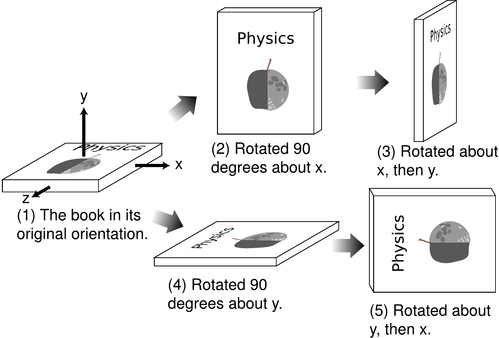 y
Physics
x
z
(1) The book in its
original orientation.
Physics
(2) Rotated 90
degrees about x.
Physics
(3) Rotated about
x, then y.
Physics
(4) Rotated 90
degrees about y.
Physics
(5) Rotated about
y, then x.